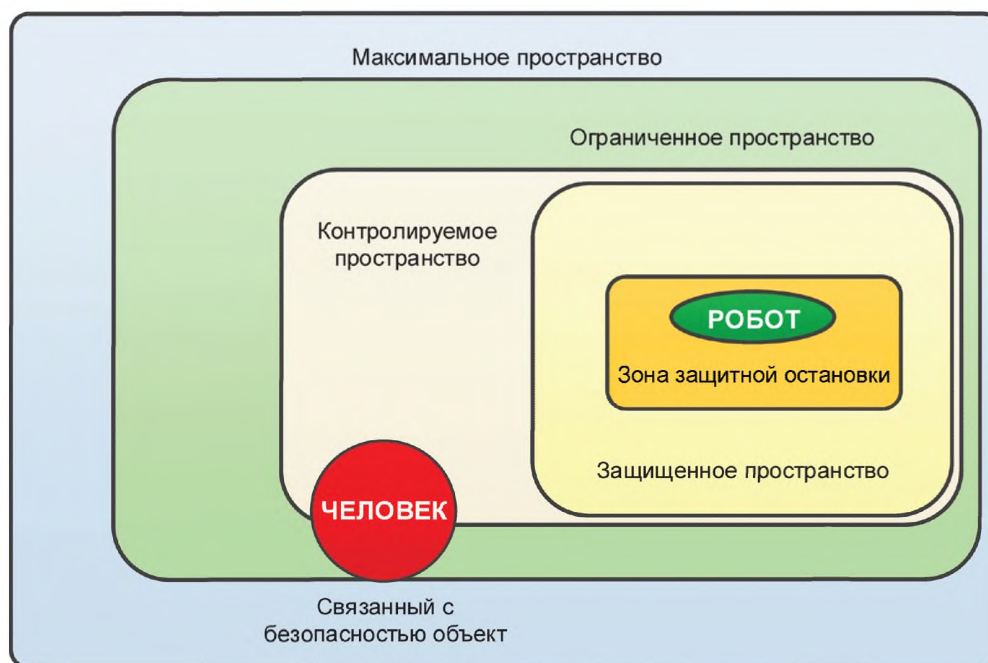 Максимальное пространство
Ограниченное пространство
Контролируемое
пространство
РОБОТ
Зона защитной остановки
Защищенное пространство
ЧЕЛОВЕК
Связанный с
безопасностью объект